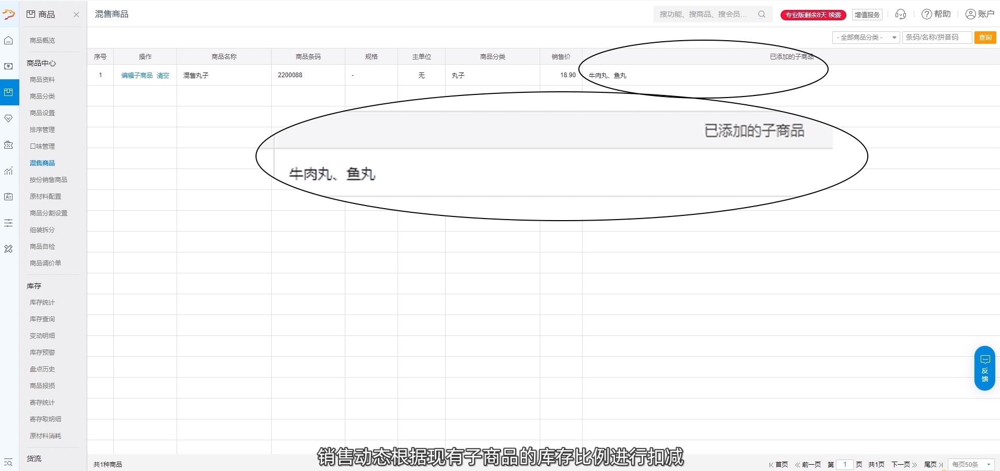 商品
混售商品
搜功能、搜商品、搜会员...
专业版剩余8天 续费
增值服务
帮助
账户
- 全部商品分类 -
条码/名称/拼音码
查询
商品概览
商品中心
商品资料
商品分类
商品设置
排序管理
口味管理
混售商品
按份销售商品
原材料配置
商品分割设置
组装拆分
商品自检
商品调价单
库存
库存统计
库存查询
变动明细
库存预警
盘点历史
商品报损
寄存统计
寄存取明细
原材料消耗
货流
序号 操作 商品名称 商品条码 规格 主单位 商品分类 销售价 已添加的子商品
1 编辑子商品 清空 混售丸子 2200088 - 无 丸子 18.90 牛肉丸、鱼丸
已添加的子商品
牛肉丸、鱼丸
反馈
销售动态根据现有子商品的库存比例进行扣减
共1种商品
首页 前一页 第 1 页 共1页 下一页 尾页 每页50条